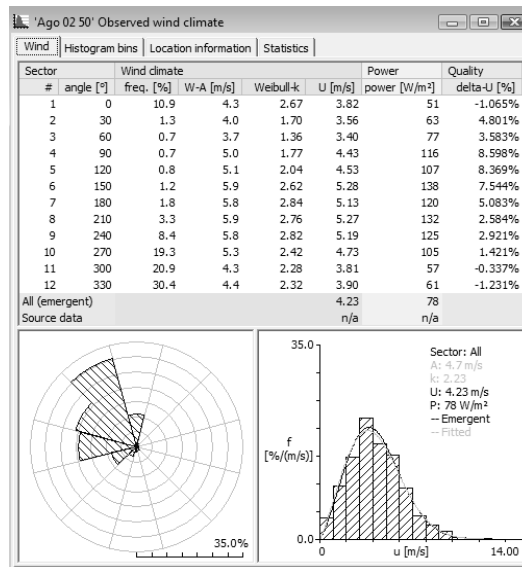 'Ago 02 50' Observed wind climate
Wind Histogram bins Location information Statistics
Sector Wind climate Power Quality
# angle [°] freq. [%] W-A [m/s] Weibull-k U [m/s] power [W/m²] delta-U [%]
1 0 10.9 4.3 2.67 3.82 51 -1.065%
2 30 1.3 4.0 1.70 3.56 63 4.801%
3 60 0.7 3.7 1.36 3.40 77 3.583%
4 90 0.7 5.0 1.77 4.43 116 8.598%
5 120 0.8 5.1 2.04 4.53 107 8.369%
6 150 1.2 5.9 2.62 5.28 138 7.544%
7 180 1.8 5.8 2.84 5.13 120 5.083%
8 210 3.3 5.9 2.76 5.27 132 2.584%
9 240 8.4 5.8 2.82 5.19 125 2.921%
10 270 19.3 5.3 2.42 4.73 105 1.421%
11 300 20.9 4.3 2.28 3.81 57 -0.337%
12 330 30.4 4.4 2.32 3.90 61 -1.231%
All (emergent) 4.23 78
Source data n/a n/a
35.0%
35.0
Sector: All
A: 4.7 m/s
k: 2.23
U: 4.23 m/s
P: 78 W/m²
-- Emergent
-- Fitted
f
[%/(m/s)]
0.0
0 u [m/s] 14.00